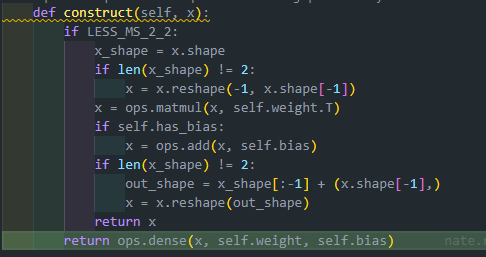 def construct(self, x):
    if LESS_MS_2_2:
        x_shape = x.shape
        if len(x_shape) != 2:
            x = x.reshape(-1, x.shape[-1])
        x = ops.matmul(x, self.weight.T)
        if self.has_bias:
            x = ops.add(x, self.bias)
        if len(x_shape) != 2:
            out_shape = x_shape[:-1] + (x.shape[-1],)
            x = x.reshape(out_shape)
        return x
    return ops.dense(x, self.weight, self.bias)